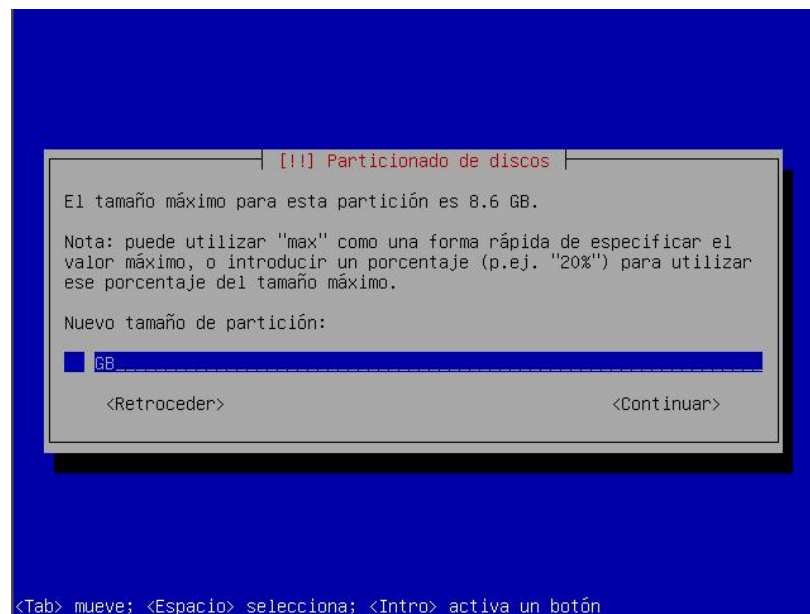 [!!] Particionado de discos
El tamaño máximo para esta partición es 8.6 GB.
Nota: puede utilizar "max" como una forma rápida de especificar el
valor máximo, o introducir un porcentaje (p.ej. "20%") para utilizar
ese porcentaje del tamaño máximo.
Nuevo tamaño de partición:
GB
<Retroceder> <Continuar>
<Tab> mueve; <Espacio> selecciona; <Intro> activa un botón